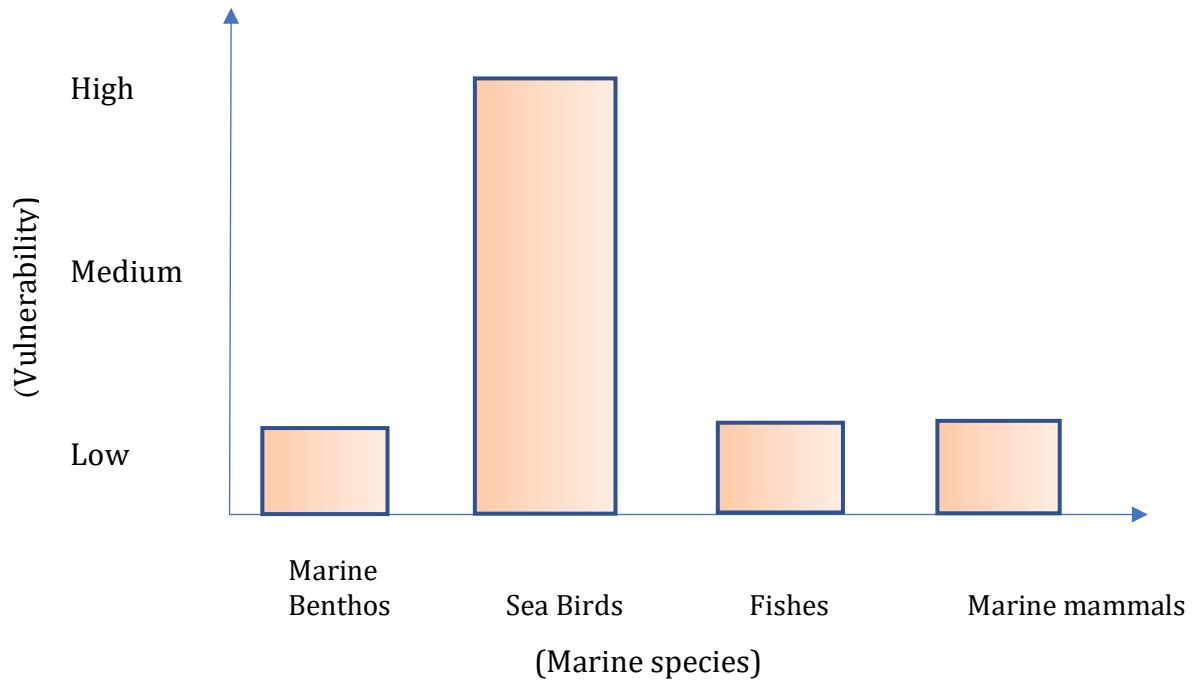 High
Medium
Low
(Vulnerability)
Marine
Benthos
Sea Birds
Fishes
Marine mammals
(Marine species)